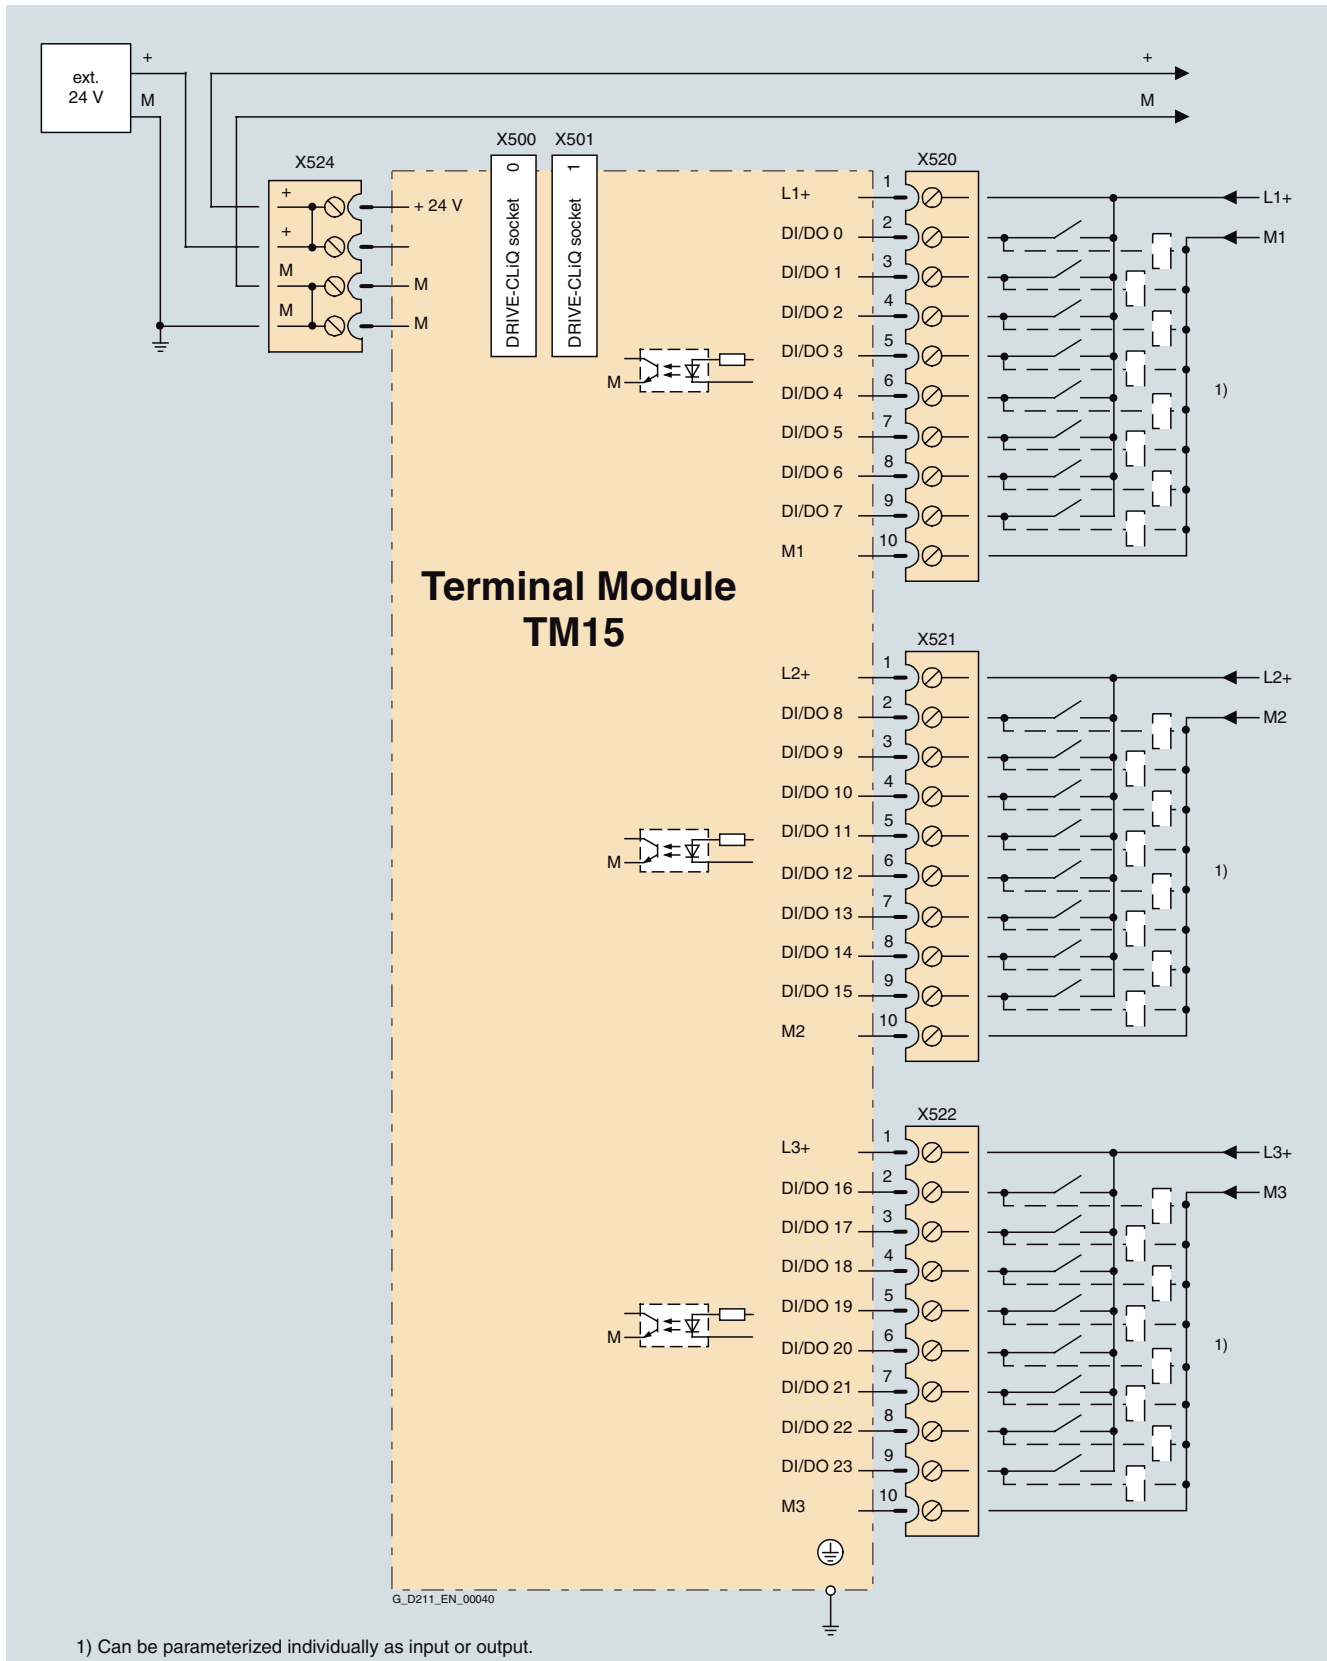 ext.
24 V
+
M
+
M
X524
+
+
M
M
+ 24 V
M
M
X500
X501
DRIVE-CLiQ socket 0
DRIVE-CLiQ socket 1
Terminal Module
TM15
X520
L1+ 1
DI/DO 0 2
DI/DO 1 3
DI/DO 2 4
DI/DO 3 5
DI/DO 4 6
DI/DO 5 7
DI/DO 6 8
DI/DO 7 9
M1 10
M
L1+
M1
1)
X521
L2+ 1
DI/DO 8 2
DI/DO 9 3
DI/DO 10 4
DI/DO 11 5
DI/DO 12 6
DI/DO 13 7
DI/DO 14 8
DI/DO 15 9
M2 10
M
L2+
M2
1)
X522
L3+ 1
DI/DO 16 2
DI/DO 17 3
DI/DO 18 4
DI/DO 19 5
DI/DO 20 6
DI/DO 21 7
DI/DO 22 8
DI/DO 23 9
M3 10
M
L3+
M3
1)
G_D211_EN_00040
1) Can be parameterized individually as input or output.